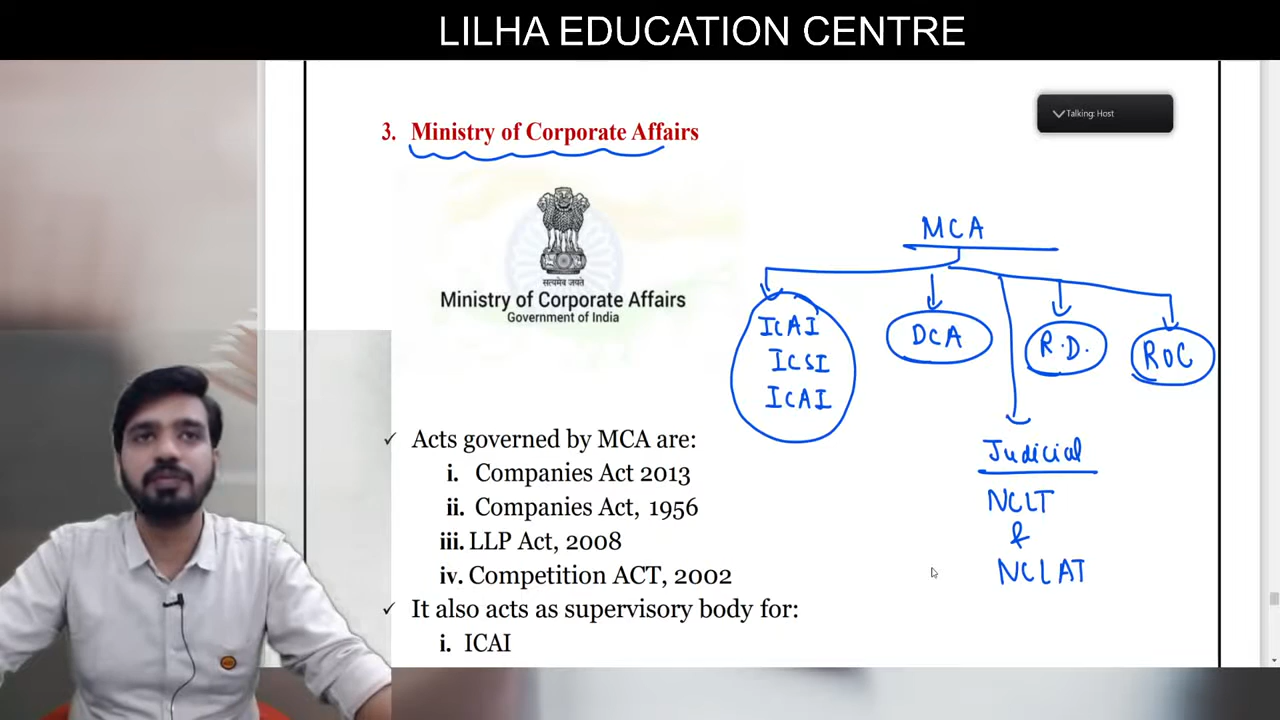 LILHA EDUCATION CENTRE
Talking: Host
3. Ministry of Corporate Affairs
सत्यमेव जयते
Ministry of Corporate Affairs
Government of India
MCA
ICAI
ICSI
ICAI
DCA
R.D.
ROC
Judicial
NCLT
&
NCLAT
✓ Acts governed by MCA are:
i. Companies Act 2013
ii. Companies Act, 1956
iii. LLP Act, 2008
iv. Competition ACT, 2002
✓ It also acts as supervisory body for:
i. ICAI